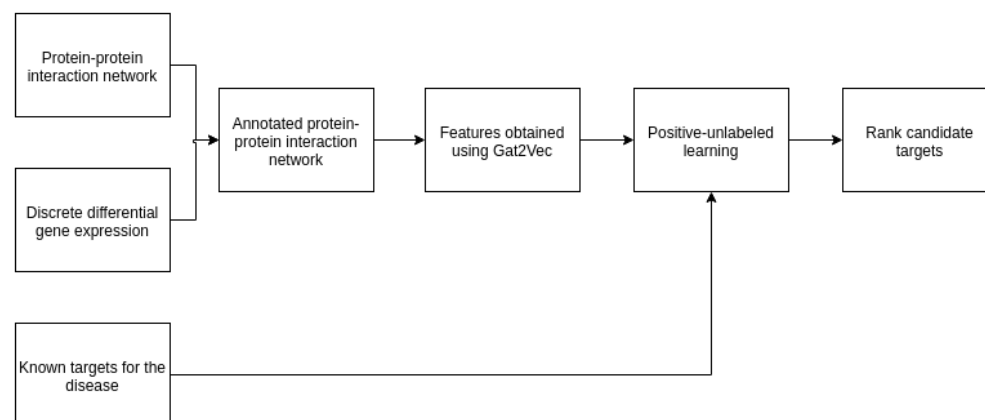 Protein-protein
interaction network
Discrete differential
gene expression
Known targets for the
disease
Annotated protein-
protein interaction
network
Features obtained
using Gat2Vec
Positive-unlabeled
learning
Rank candidate
targets